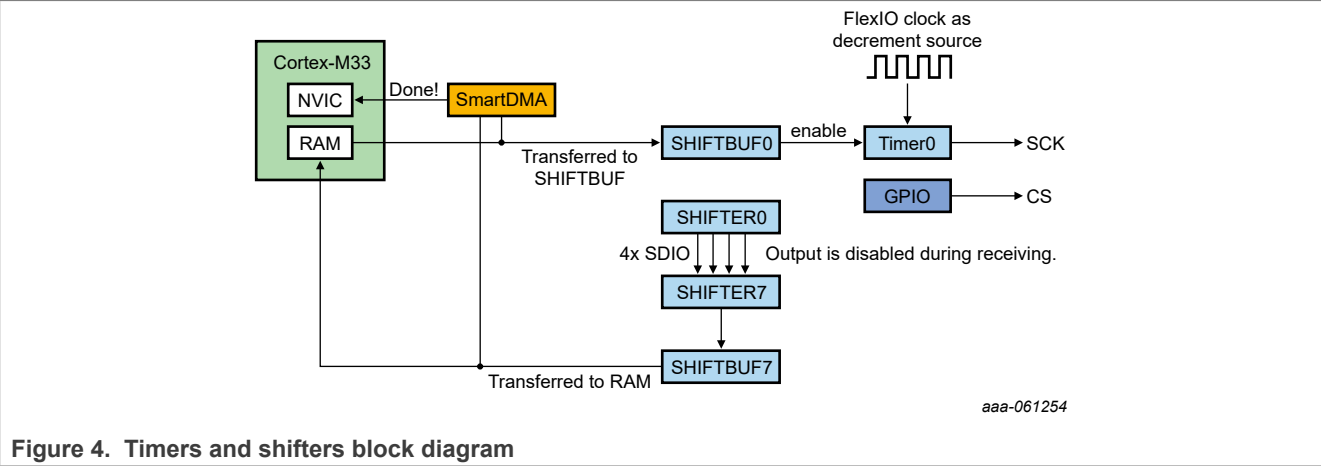 FlexIO clock as
decrement source
Cortex-M33
NVIC
Done!
SmartDMA
RAM
Transferred to
SHIFTBUF
SHIFTBUF0
enable
Timer0
SCK
GPIO
CS
SHIFTER0
4x SDIO
Output is disabled during receiving.
SHIFTER7
SHIFTBUF7
Transferred to RAM
aaa-061254
Figure 4. Timers and shifters block diagram